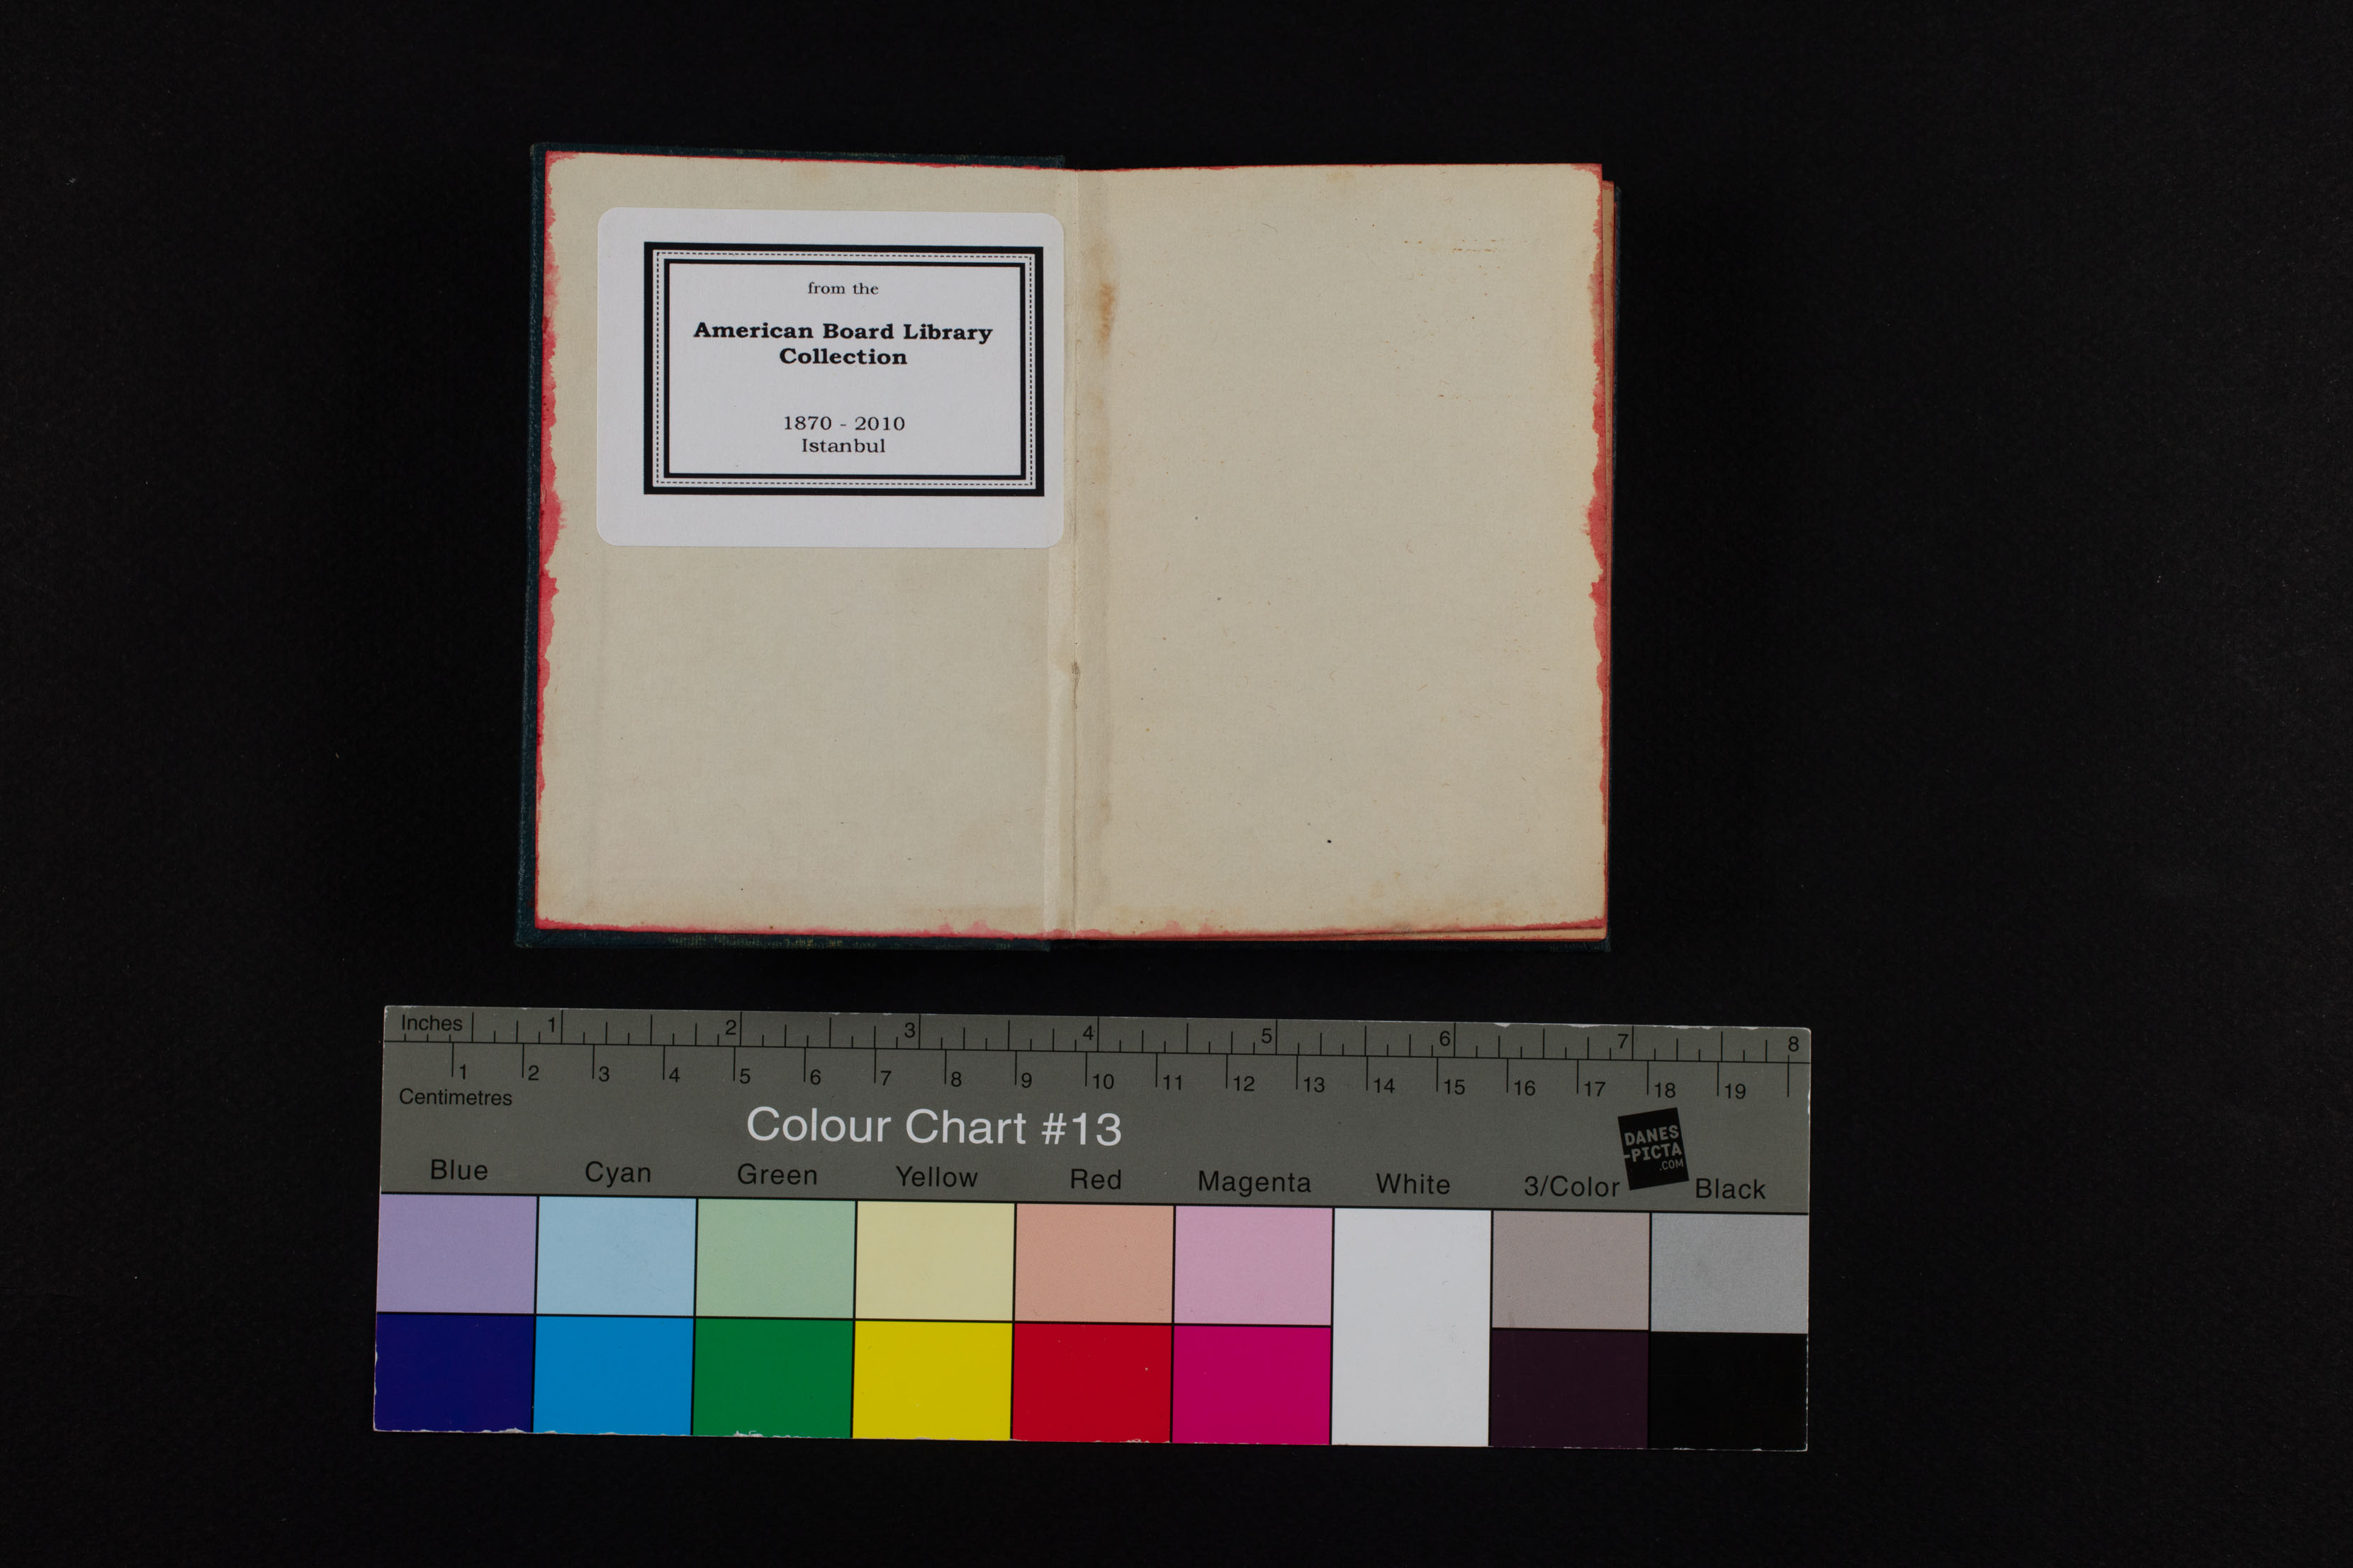 from the
American Board Library
Collection
1870 - 2010
Istanbul
Inches 1 2 3 4 5 6 7 8
1 2 3 4 5 6 7 8 9 10 11 12 13 14 15 16 17 18 19
Centimetres
Colour Chart #13
DANES
-PICTA
.COM
Blue Cyan Green Yellow Red Magenta White 3/Color Black